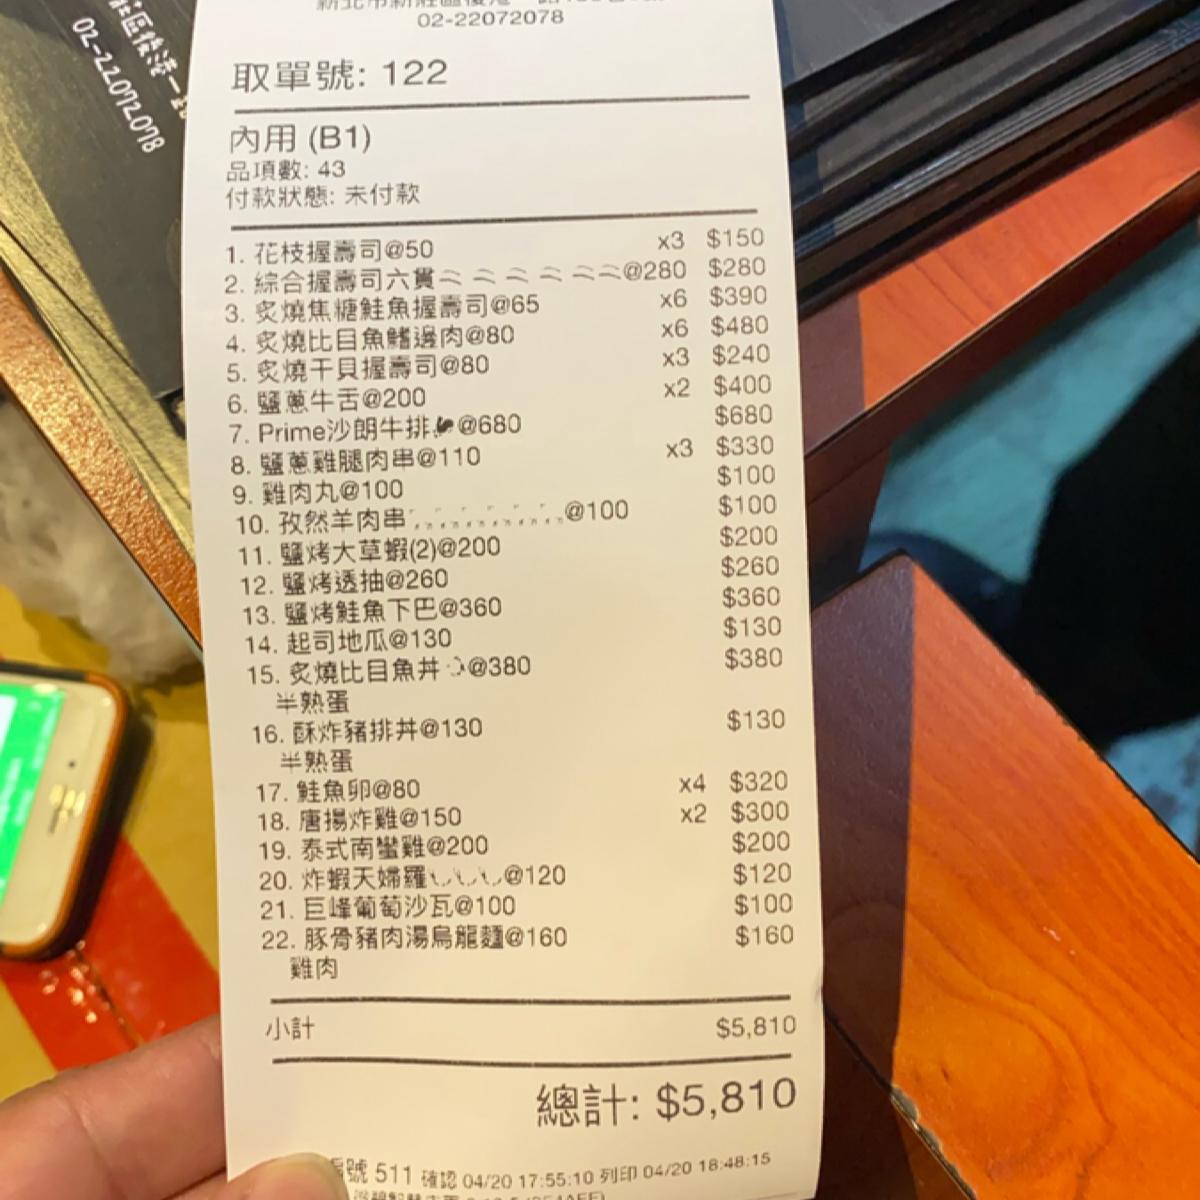 02-22072078
區後港一
02-22072078
取單號: 122
內用 (B1)
品項數: 43
付款狀態: 未付款
1. 花枝握壽司@50 x3 $150
2. 綜合握壽司六貫@280 $280
3. 炙燒焦糖鮭魚握壽司@65 x6 $390
4. 炙燒比目魚鰭邊肉@80 x6 $480
5. 炙燒干貝握壽司@80 x3 $240
6. 鹽蔥牛舌@200 x2 $400
7. Prime沙朗牛排@680 $680
8. 鹽蔥雞腿肉串@110 x3 $330
9. 雞肉丸@100 $100
10. 孜然羊肉串@100 $100
11. 鹽烤大草蝦(2)@200 $200
12. 鹽烤透抽@260 $260
13. 鹽烤鮭魚下巴@360 $360
14. 起司地瓜@130 $130
15. 炙燒比目魚丼@380 $380
半熟蛋
16. 酥炸豬排丼@130 $130
半熟蛋
17. 鮭魚卵@80 x4 $320
18. 唐揚炸雞@150 x2 $300
19. 泰式南蠻雞@200 $200
20. 炸蝦天婦羅@120 $120
21. 巨峰葡萄沙瓦@100 $100
22. 豚骨豬肉湯烏龍麵@160 $160
雞肉
小計 $5,810
總計: $5,810
號 511 確認 04/20 17:55:10 列印 04/20 18:48:15